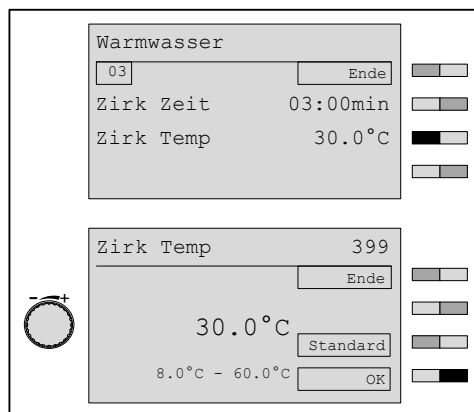 Warmwasser
03 Ende
Zirk Zeit 03:00min
Zirk Temp 30.0°C
Zirk Temp 399
Ende
- +
30.0°C
Standard
8.0°C - 60.0°C OK